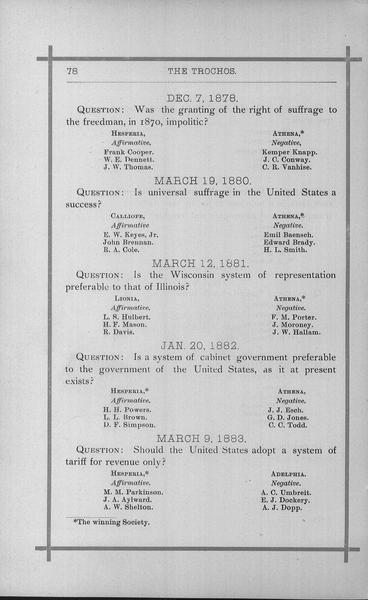 78 THE TROCHOS.
DEC. 7, 1878.
QUESTION: Was the granting of the right of suffrage to
the freedman, in 1870, impolitic?
HESPERIA, ATHENA,*
Affirmative, Negative,
Frank Cooper. Kemper Knapp.
W. E. Dennett. J. C. Conway.
J. W. Thomas. C. R. Vanhise.
MARCH 19, 1880.
QUESTION: Is universal suffrage in the United States a
success?
CALLIOPE, ATHENA,*
Affirmative. Negative.
E. W. Keyes, Jr. Emil Baensch.
John Brennan. Edward Brady.
R. A. Cole. H. L. Smith.
MARCH 12, 1881.
QUESTION: Is the Wisconsin system of representation
preferable to that of Illinois?
LIONIA, ATHENA,*
Affirmative. Negative.
L. S. Hulbert. F. M. Porter.
H. F. Mason. J. Moroney.
R. Davis. J. W. Hallam.
JAN. 20, 1882.
QUESTION: Is a system of cabinet government preferable
to the government of the United States, as it at present
exists?
HESPERIA,* ATHENA,
Affirmative. Negative.
H. H. Powers. J. J. Esch.
L. L. Brown. G. D. Jones.
D. F. Simpson. C. C. Todd.
MARCH 9, 1883.
QUESTION: Should the United States adopt a system of
tariff for revenue only?
HESPERIA,* ADELPHIA.
Affirmative. Negative.
M. M. Parkinson. A. C. Umbreit.
J. A. Aylward. E. J. Dockery.
A. W. Shelton. A. J. Dopp.
*The winning Society.